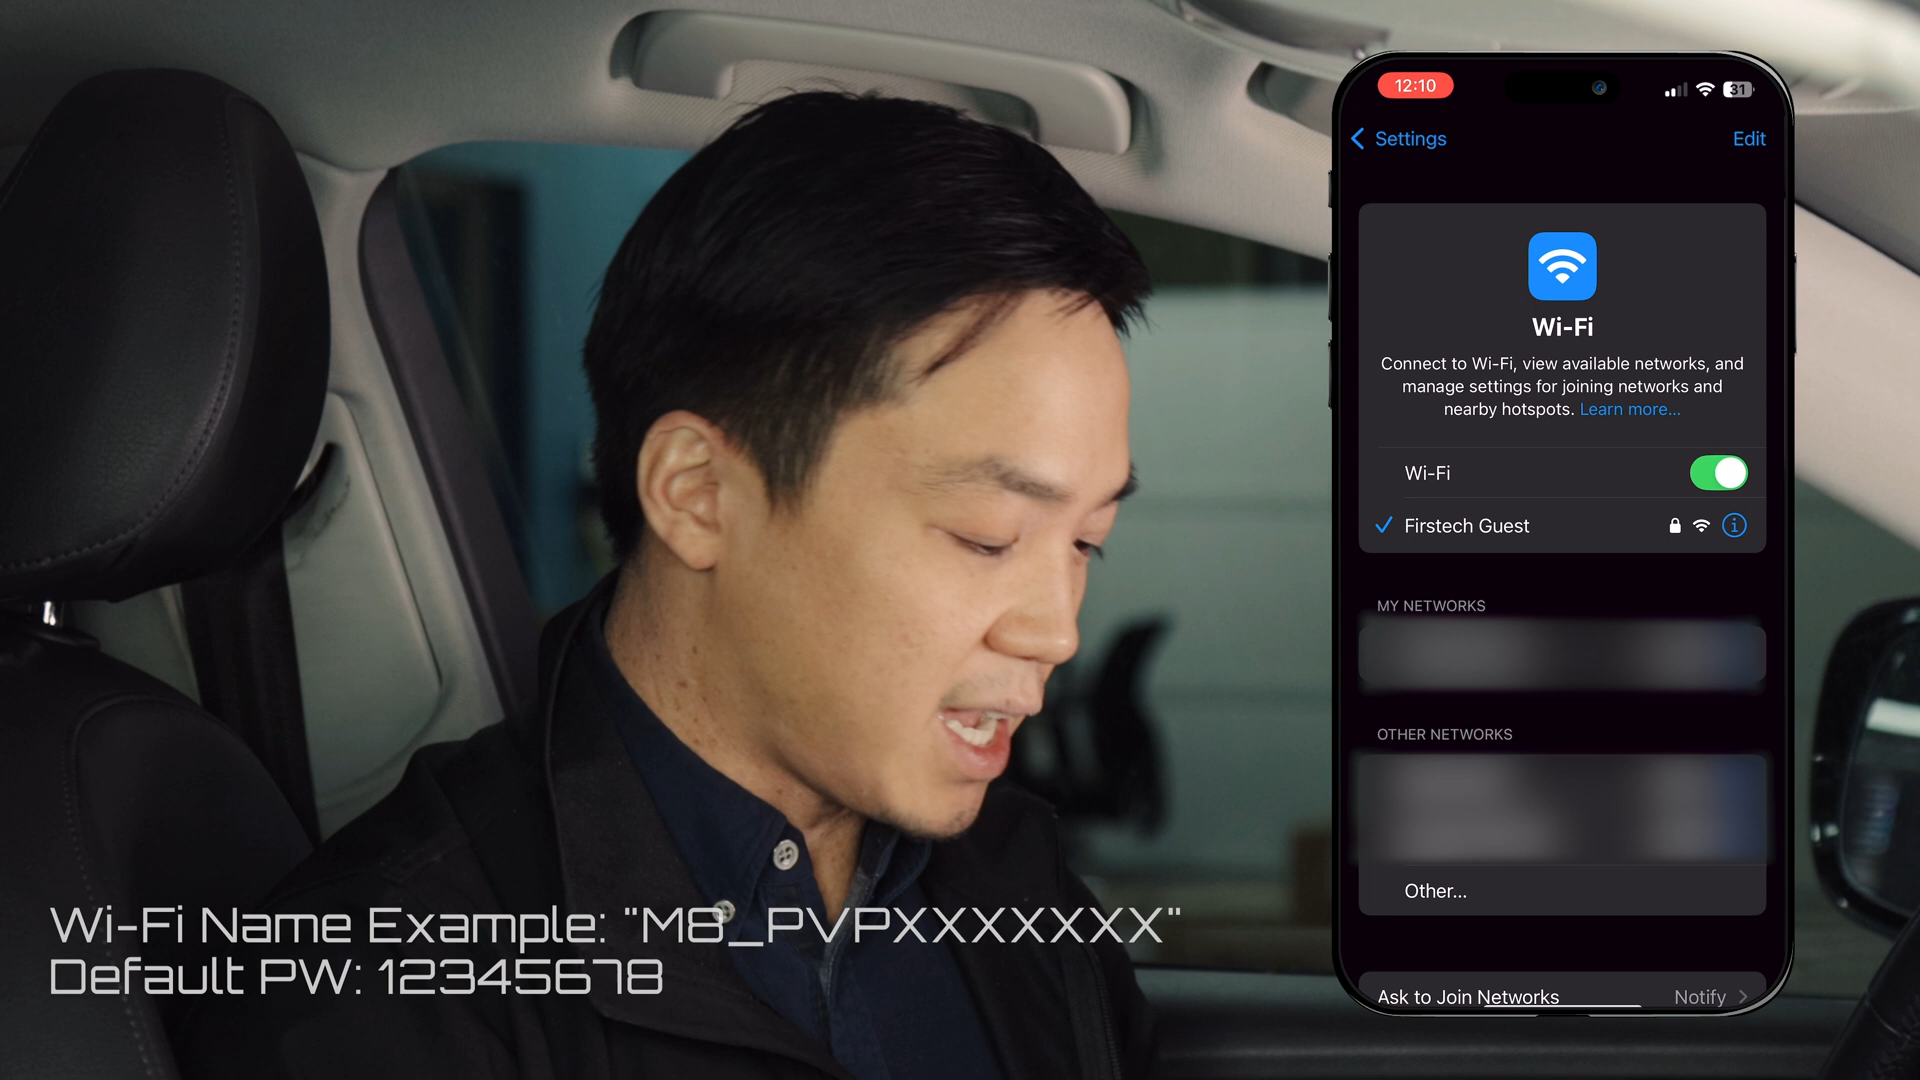 12:10
31
Settings
Edit
Wi-Fi
Connect to Wi-Fi, view available networks, and
manage settings for joining networks and
nearby hotspots. Learn more...
Wi-Fi
Firstech Guest
MY NETWORKS
OTHER NETWORKS
Other...
Ask to Join Networks
Notify
Wi-Fi Name Example: "M8_PVPXXXXXXX"
Default PW: 12345678